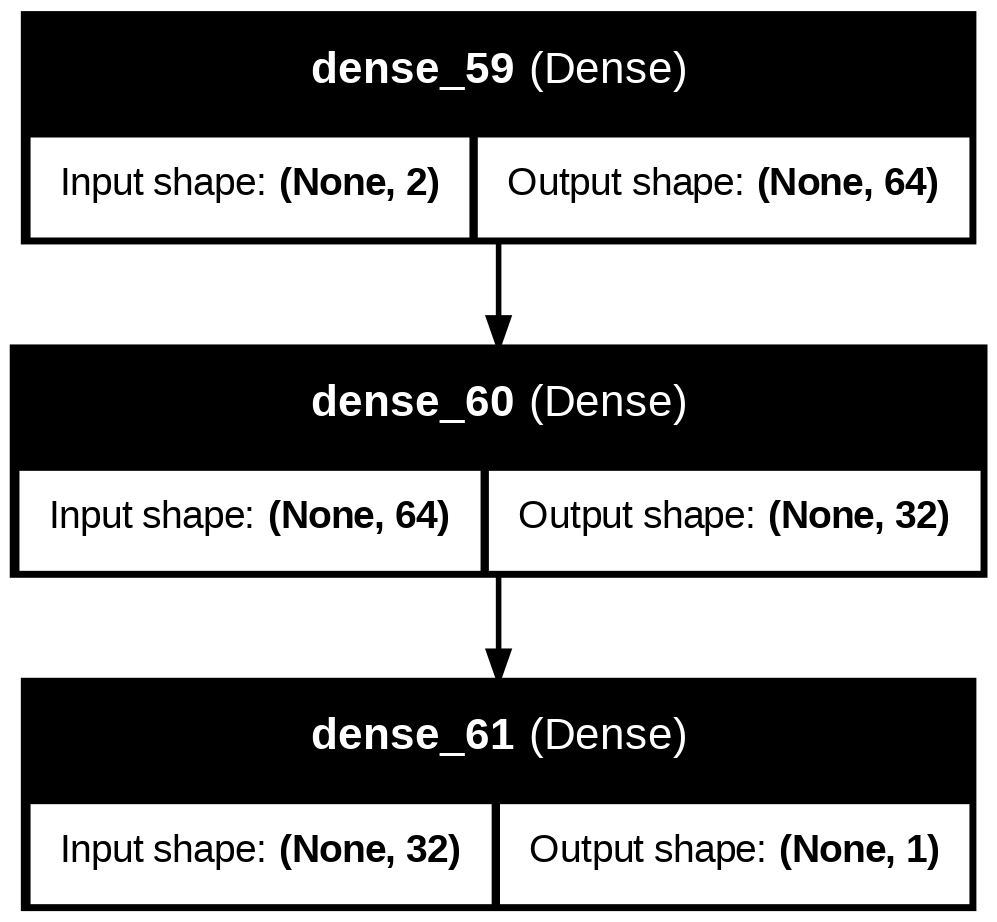 dense_59 (Dense)
Input shape: (None, 2) Output shape: (None, 64)
dense_60 (Dense)
Input shape: (None, 64) Output shape: (None, 32)
dense_61 (Dense)
Input shape: (None, 32) Output shape: (None, 1)